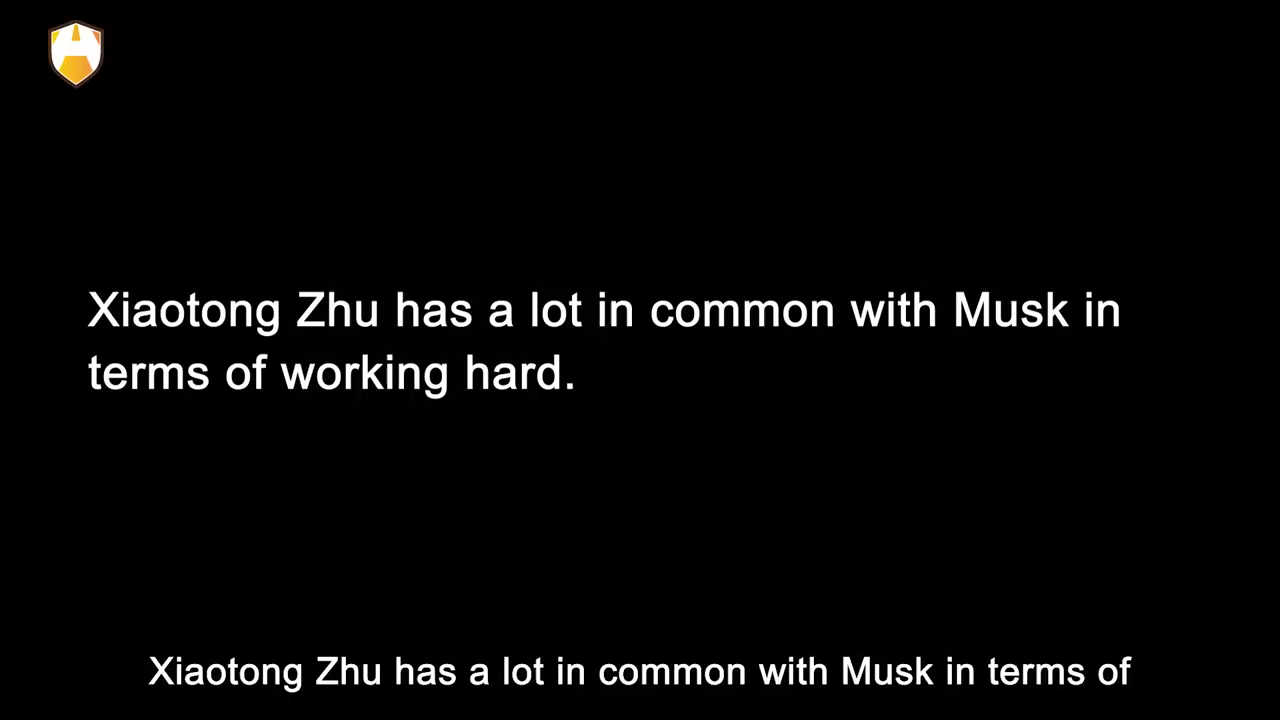 Xiaotong Zhu has a lot in common with Musk in
terms of working hard.
Xiaotong Zhu has a lot in common with Musk in terms of